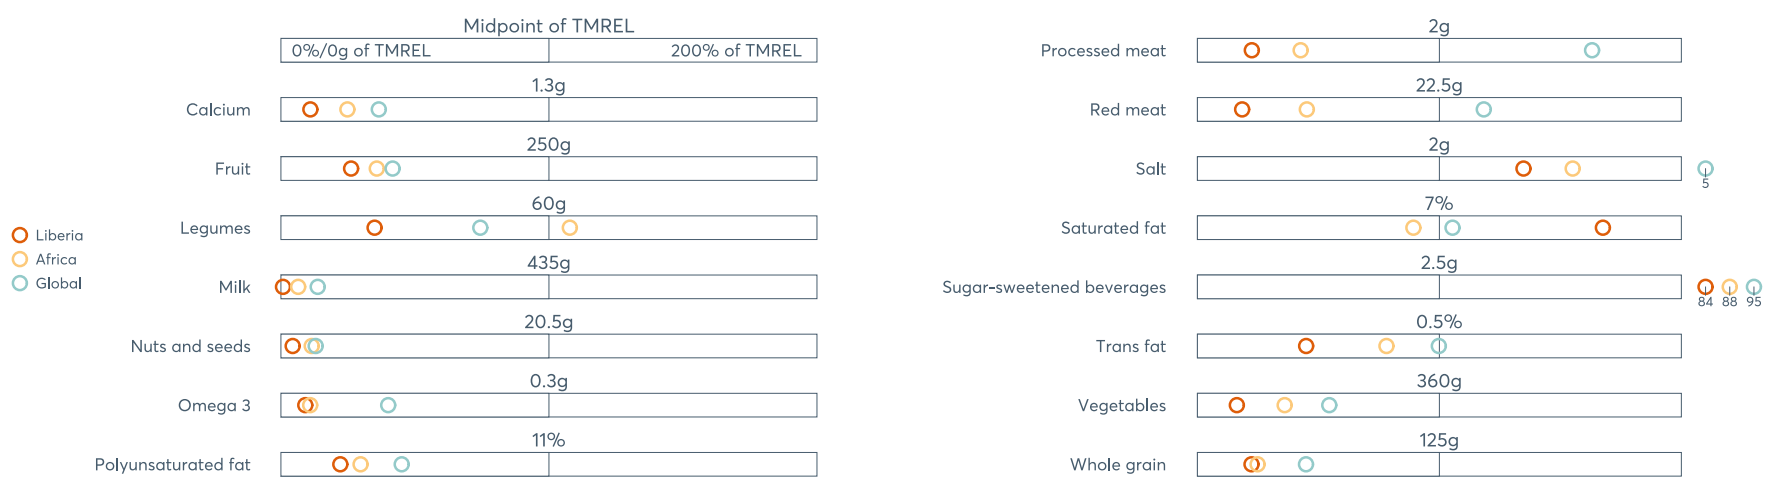 Midpoint of TMREL
0%/0g of TMREL 200% of TMREL
1.3g
Calcium
250g
Fruit
60g
Legumes
435g
Milk
20.5g
Nuts and seeds
0.3g
Omega 3
11%
Polyunsaturated fat
Liberia
Africa
Global
2g
Processed meat
22.5g
Red meat
2g
Salt
5
7%
Saturated fat
2.5g
Sugar-sweetened beverages
84 88 95
0.5%
Trans fat
360g
Vegetables
125g
Whole grain